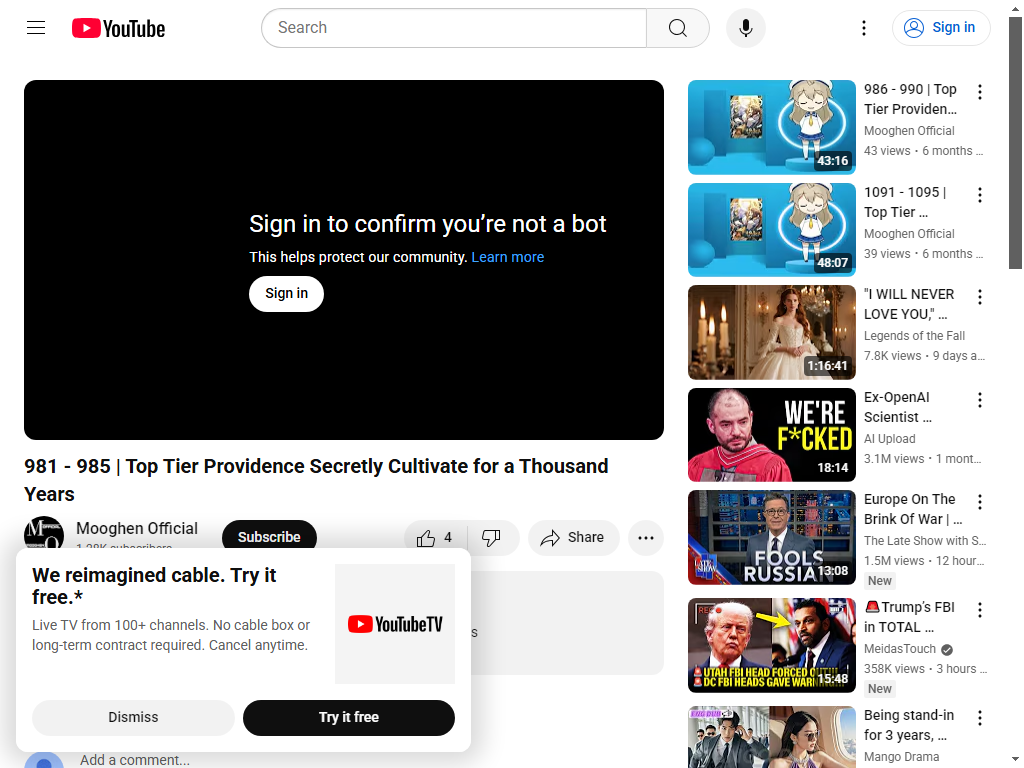 YouTube
Search
Sign in
Sign in to confirm you're not a bot
This helps protect our community. Learn more
Sign in
981 - 985 | Top Tier Providence Secretly Cultivate for a Thousand
Years
Mooghen Official
Subscribe
4
Share
We reimagined cable. Try it
free.*
Live TV from 100+ channels. No cable box or
long-term contract required. Cancel anytime.
YouTubeTV
Dismiss
Try it free
Add a comment...
43:16
986 - 990 | Top
Tier Providen…
Mooghen Official
43 views • 6 months …
48:07
1091 - 1095 |
Top Tier …
Mooghen Official
39 views • 6 months …
1:16:41
"I WILL NEVER
LOVE YOU," …
Legends of the Fall
7.8K views • 9 days a…
WE'RE
F*CKED
18:14
Ex-OpenAI
Scientist …
AI Upload
3.1M views • 1 mont…
FOOLS
RUSSIAN
13:08
Europe On The
Brink Of War | …
The Late Show with S…
1.5M views • 12 hour…
New
REC
UTAH FBI HEAD FORCED OUT!!!
DC FBI HEADS GAVE WARNING
15:48
🚨Trump's FBI
in TOTAL …
MeidasTouch
358K views • 3 hours …
New
ENG DUB
Being stand-in
for 3 years, …
Mango Drama